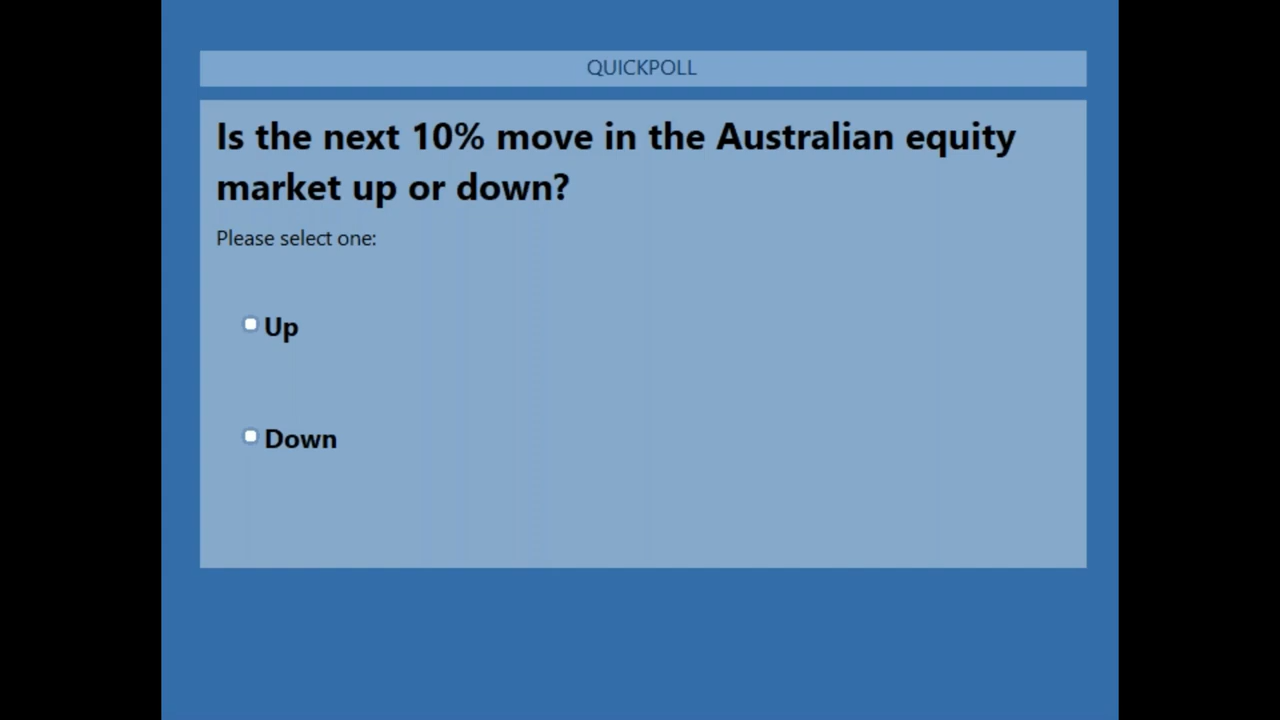 QUICKPOLL
Is the next 10% move in the Australian equity
market up or down?
Please select one:
Up
Down